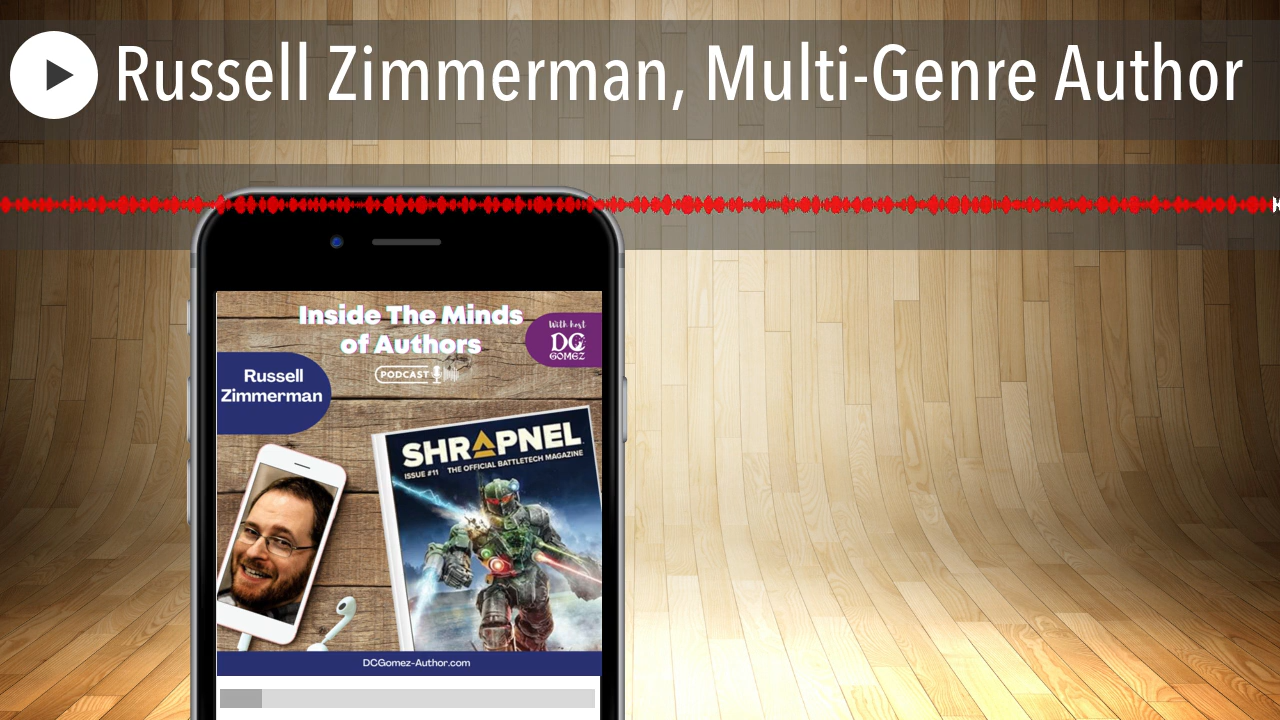 Russell Zimmerman, Multi-Genre Author
Inside The Minds
of Authors
With host
DC
GOMEZ
PODCAST
Russell
Zimmerman
SHRAPNEL
ISSUE #11 THE OFFICIAL BATTLETECH MAGAZINE
DCGomez-Author.com